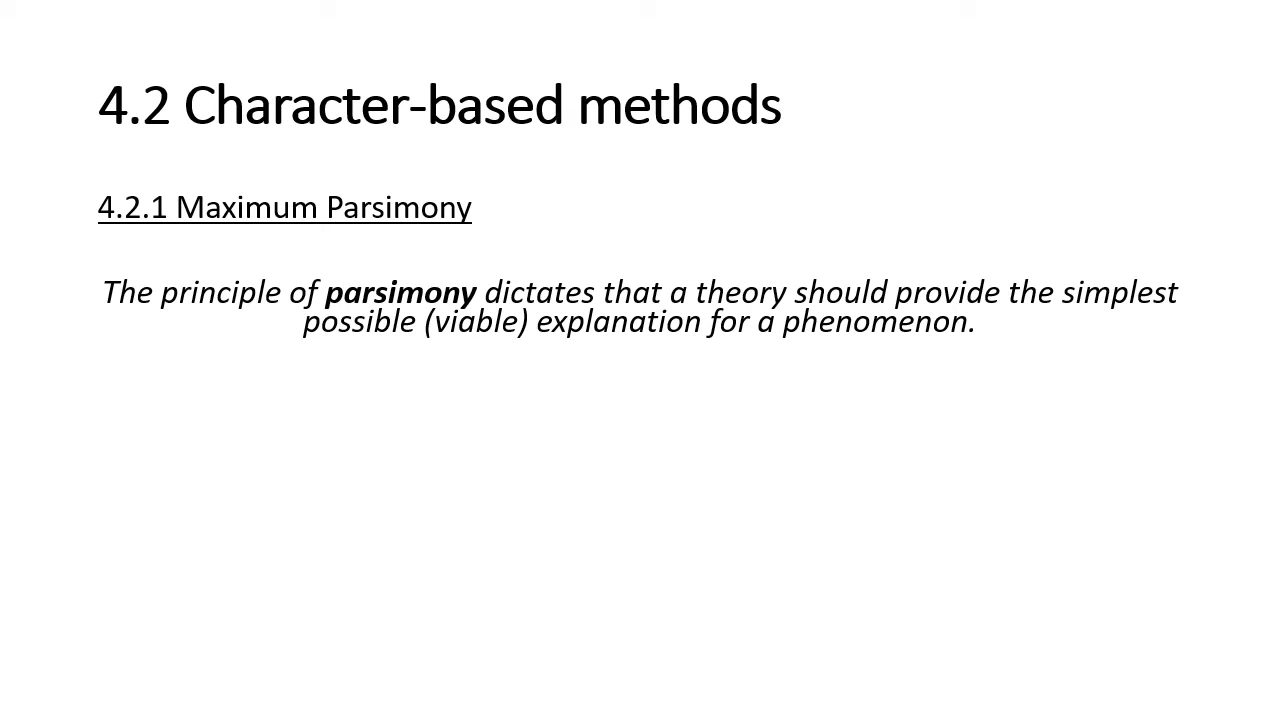 4.2 Character-based methods
4.2.1 Maximum Parsimony
The principle of parsimony dictates that a theory should provide the simplest
possible (viable) explanation for a phenomenon.